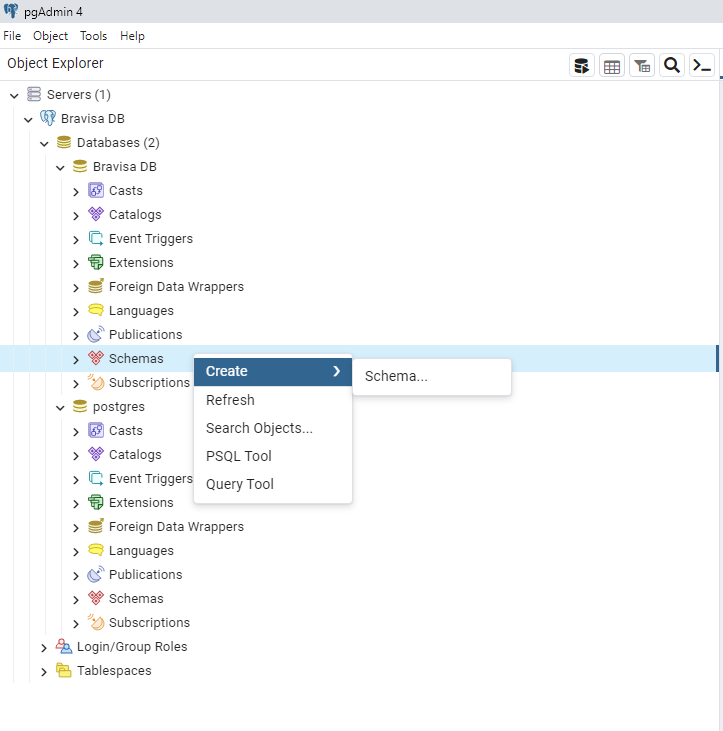 pgAdmin 4
File Object Tools Help
Object Explorer
Servers (1)
Bravisa DB
Databases (2)
Bravisa DB
Casts
Catalogs
Event Triggers
Extensions
Foreign Data Wrappers
Languages
Publications
Schemas
Create
Schema...
Subscriptions
Refresh
postgres
Search Objects...
Casts
PSQL Tool
Catalogs
Query Tool
Event Triggers
Extensions
Foreign Data Wrappers
Languages
Publications
Schemas
Subscriptions
Login/Group Roles
Tablespaces